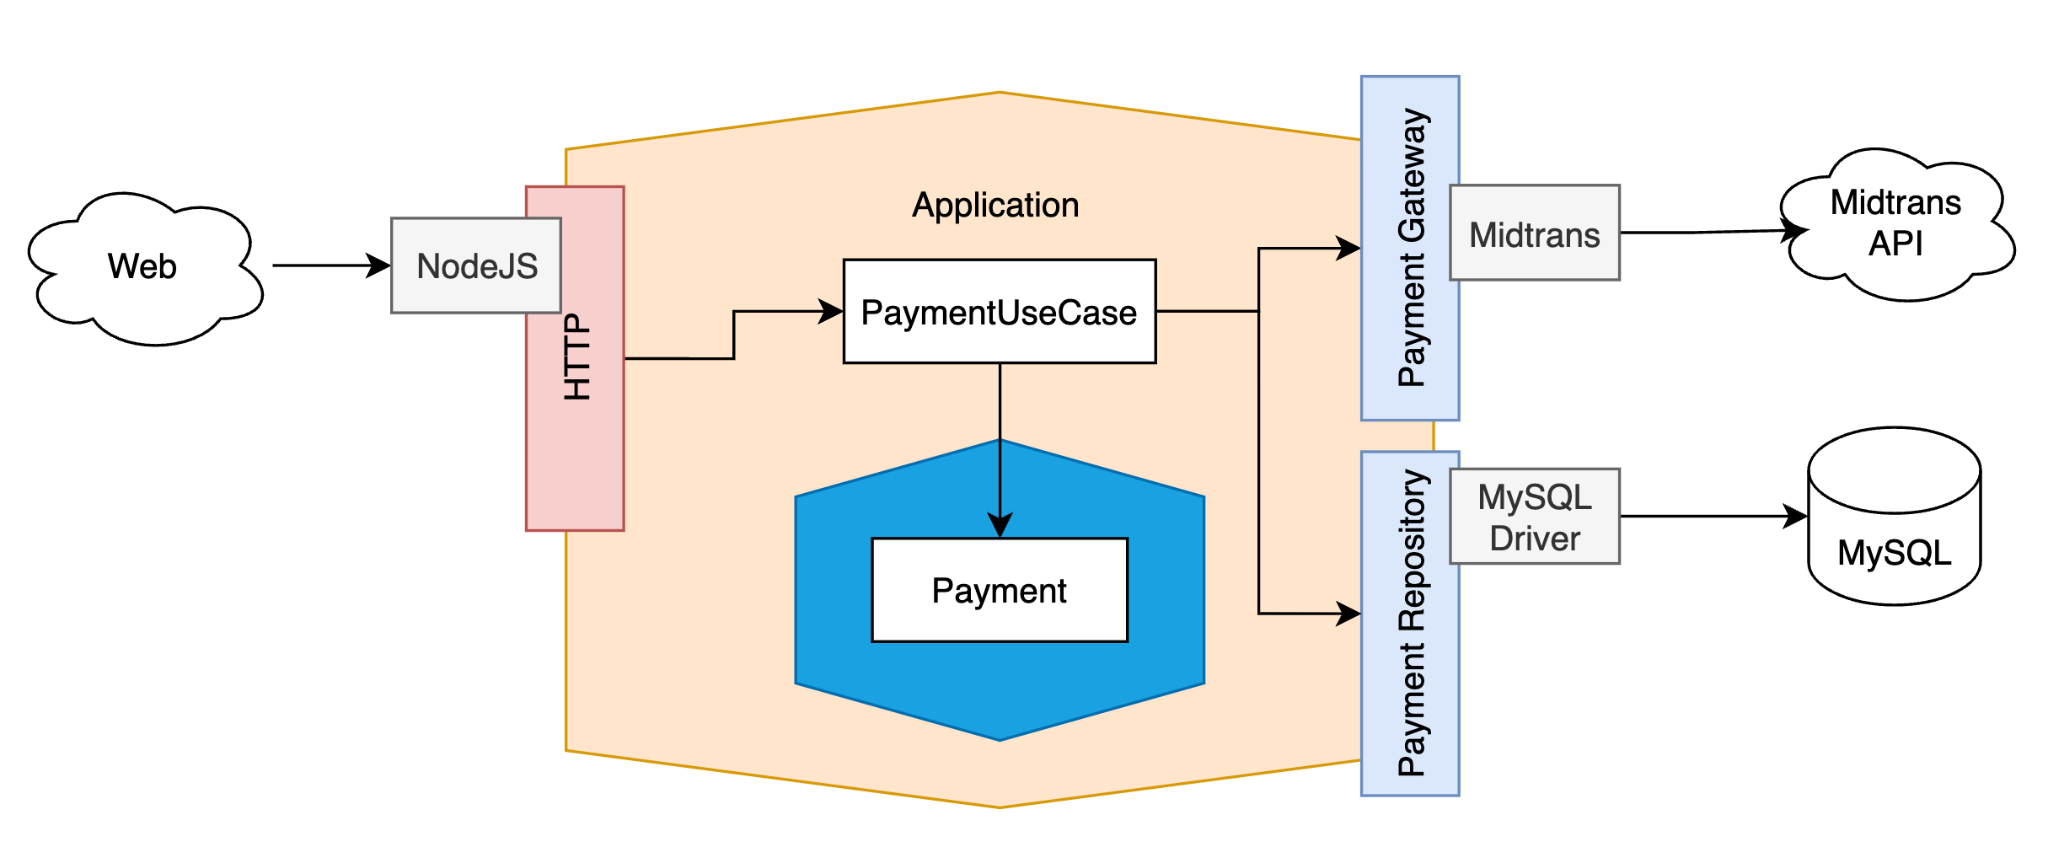 Web
NodeJS
HTTP
Application
PaymentUseCase
Payment
Payment Gateway
Midtrans
Midtrans
API
Payment Repository
MySQL
Driver
MySQL